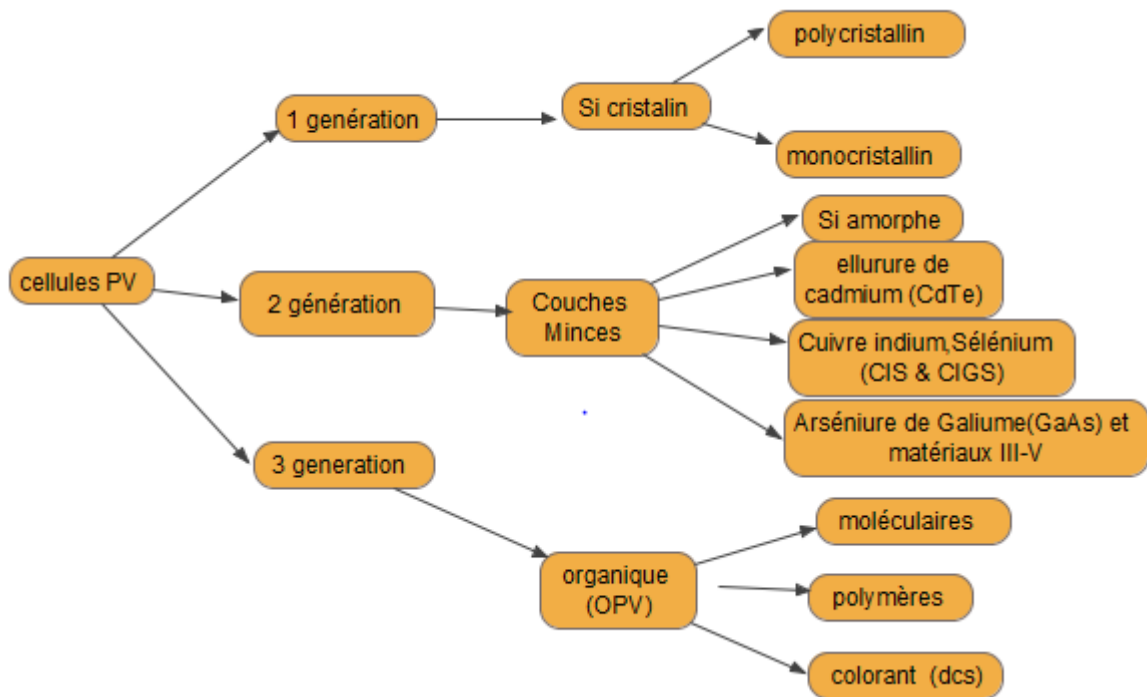 polycristallin
1 genération
Si cristalin
monocristallin
Si amorphe
cellules PV
ellurure de
cadmium (CdTe)
2 génération
Couches
Minces
Cuivre indium,Sélénium
(CIS & CIGS)
Arséniure de Galiume(GaAs) et
matériaux III-V
3 generation
moléculaires
organique
(OPV)
polymères
colorant (dcs)